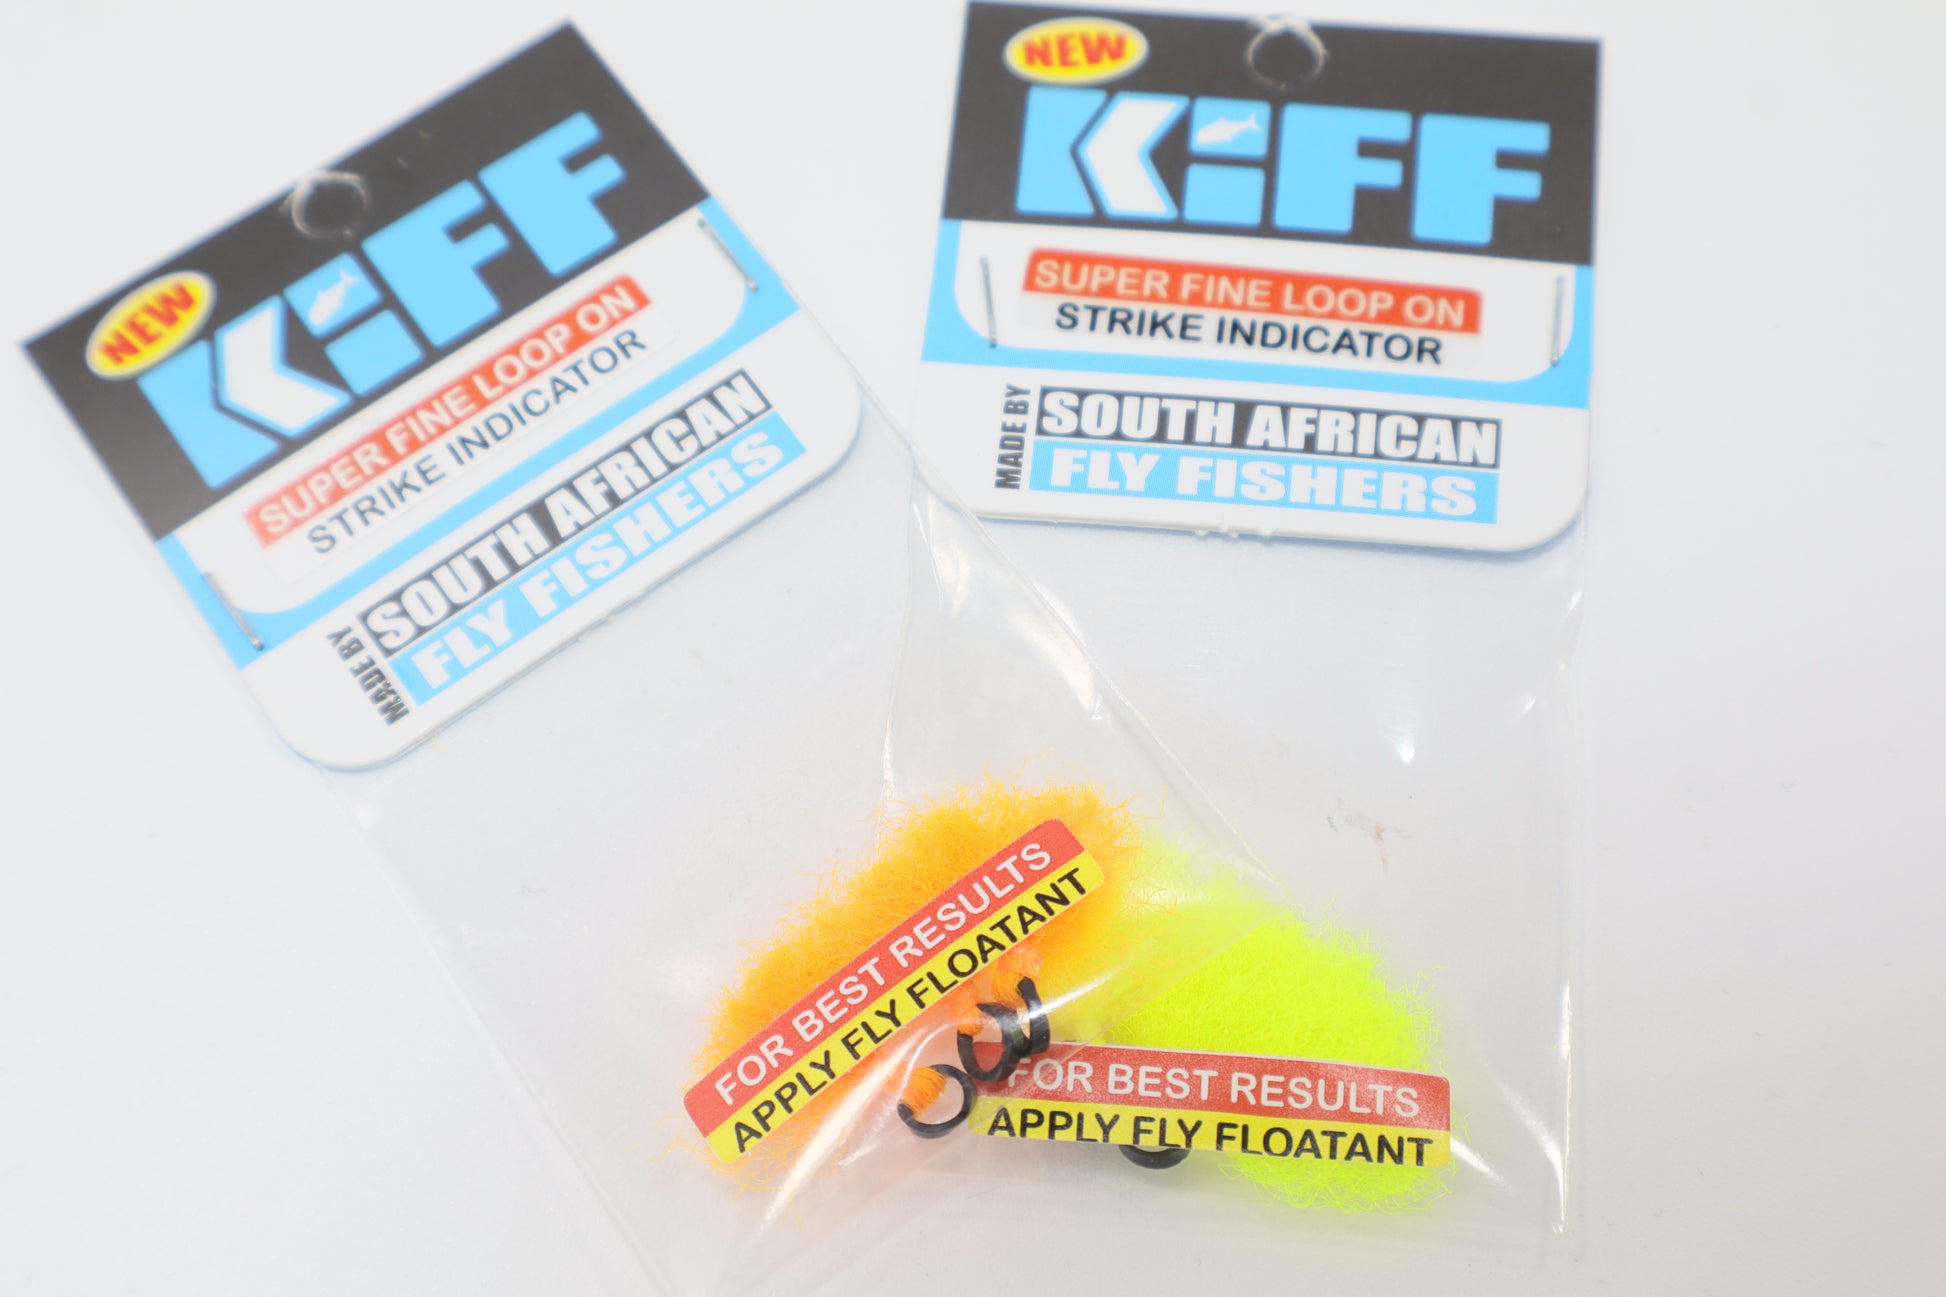 NEW
KiFF
SUPER FINE LOOP ON
STRIKE INDICATOR
MADE BY
SOUTH AFRICAN
FLY FISHERS
FOR BEST RESULTS
APPLY FLY FLOATANT
NEW
KiFF
SUPER FINE LOOP ON
STRIKE INDICATOR
MADE BY
SOUTH AFRICAN
FLY FISHERS
FOR BEST RESULTS
APPLY FLY FLOATANT